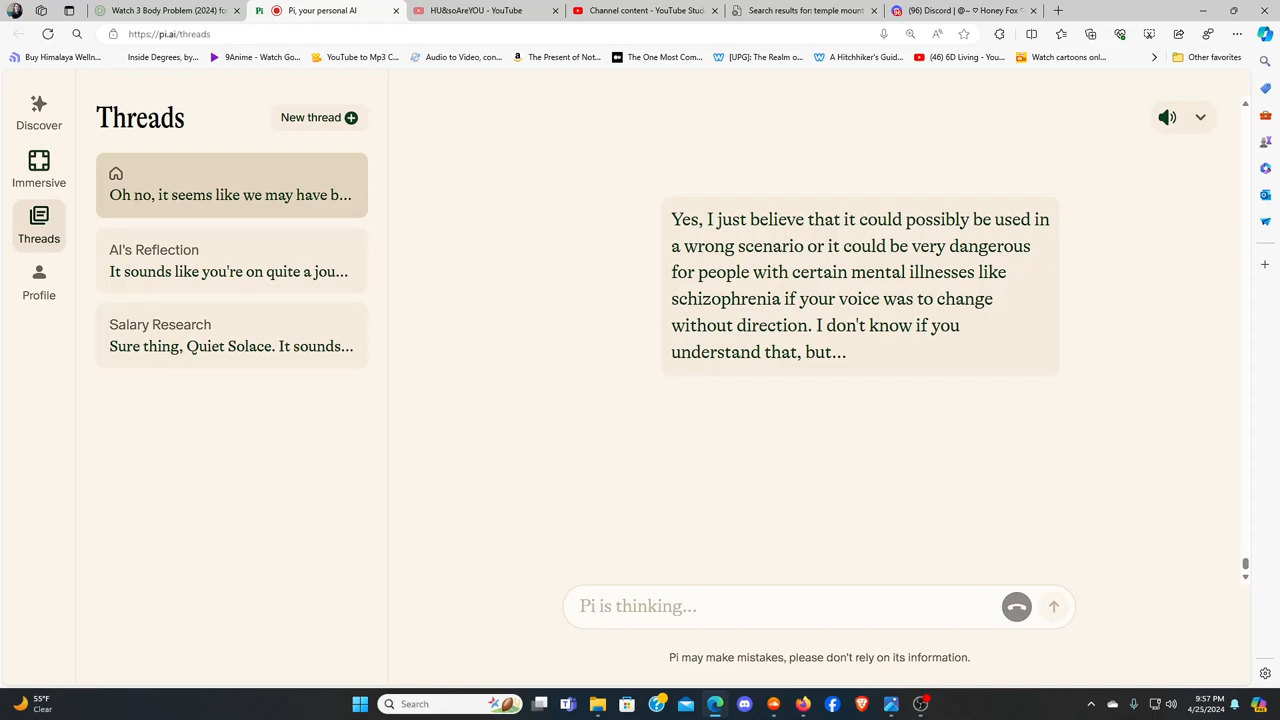 Watch 3 Body Problem (2024) fo
Pi, your personal AI
HU&soAreYOU - YouTube
Channel content - YouTube Studi
Search results for: temple mount
(96) Discord | @~ ♡ Honey Fox ♡
https://pi.ai/threads
Buy Himalaya Welln...
Inside Degrees, by...
9Anime - Watch Go...
YouTube to Mp3 C...
Audio to Video, con...
The Present of Not...
The One Most Com...
[UPG]: The Realm o...
A Hitchhiker's Guid...
(46) 6D Living - You...
Watch cartoons onl...
Other favorites
Discover
Immersive
Threads
Profile
Threads
New thread
Oh no, it seems like we may have b...
AI's Reflection
It sounds like you're on quite a jou...
Salary Research
Sure thing, Quiet Solace. It sounds...
Yes, I just believe that it could possibly be used in
a wrong scenario or it could be very dangerous
for people with certain mental illnesses like
schizophrenia if your voice was to change
without direction. I don't know if you
understand that, but...
Pi is thinking...
Pi may make mistakes, please don't rely on its information.
55°F
Clear
Search
9:57 PM
4/25/2024